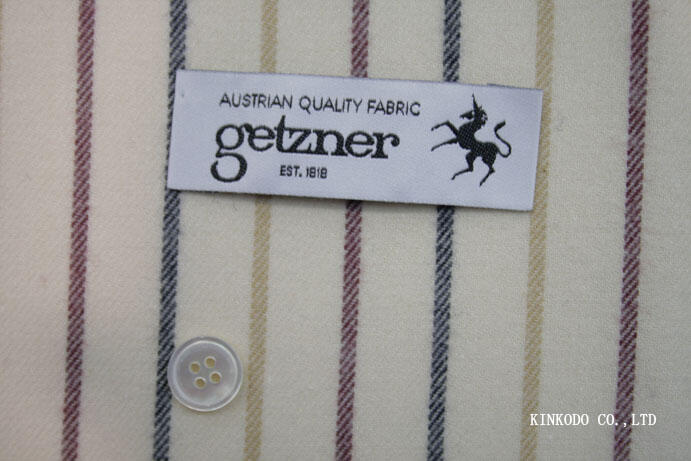 AUSTRIAN QUALITY FABRIC
getzner
EST. 1818
KINKODO CO.,LTD